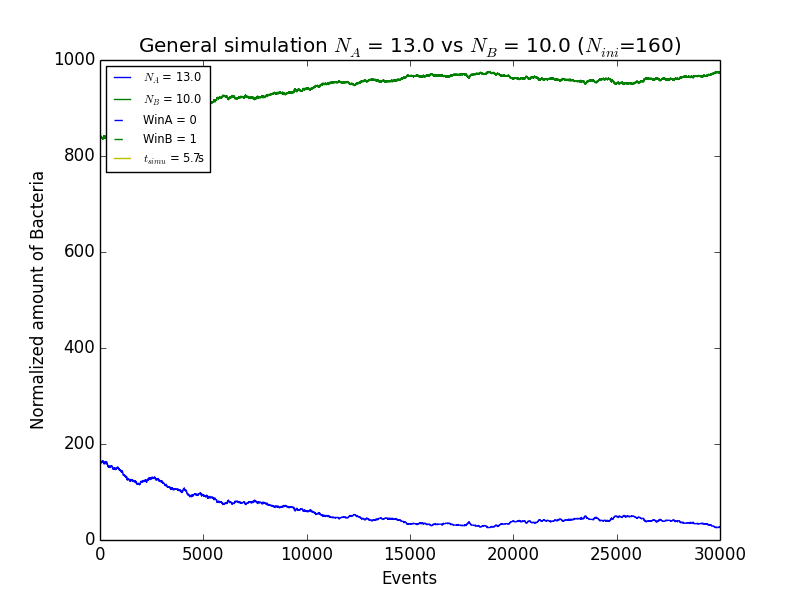 General simulation N_A = 13.0 vs N_B = 10.0 (N_ini=160)
1000
800
600
400
200
0
Normalized amount of Bacteria
N_A = 13.0
N_B = 10.0
WinA = 0
WinB = 1
t_simu = 5.7s
0 5000 10000 15000 20000 25000 30000
Events